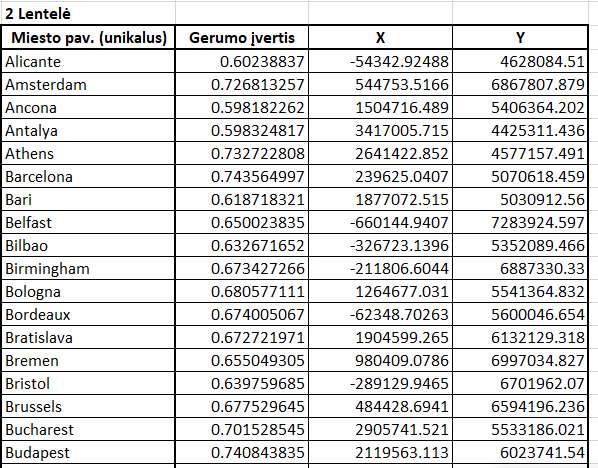 2 Lentelė
Miesto pav. (unikalus) Gerumo įvertis X Y
Alicante 0.60238837 -54342.92488 4628084.51
Amsterdam 0.726813257 544753.5166 6867807.879
Ancona 0.598182262 1504716.489 5406364.202
Antalya 0.598324817 3417005.715 4425311.436
Athens 0.732722808 2641422.852 4577157.491
Barcelona 0.743564997 239625.0407 5070618.459
Bari 0.618718321 1877072.515 5030912.56
Belfast 0.650023835 -660144.9407 7283924.597
Bilbao 0.632671652 -326723.1396 5352089.466
Birmingham 0.673427266 -211806.6044 6887330.33
Bologna 0.680577111 1264677.031 5541364.832
Bordeaux 0.674005067 -62348.70263 5600046.654
Bratislava 0.672721971 1904599.265 6132129.318
Bremen 0.655049305 980409.0786 6997034.827
Bristol 0.639759685 -289129.9465 6701962.07
Brussels 0.677529645 484428.6941 6594196.236
Bucharest 0.701528545 2905741.521 5533186.021
Budapest 0.740843835 2119563.113 6023741.54